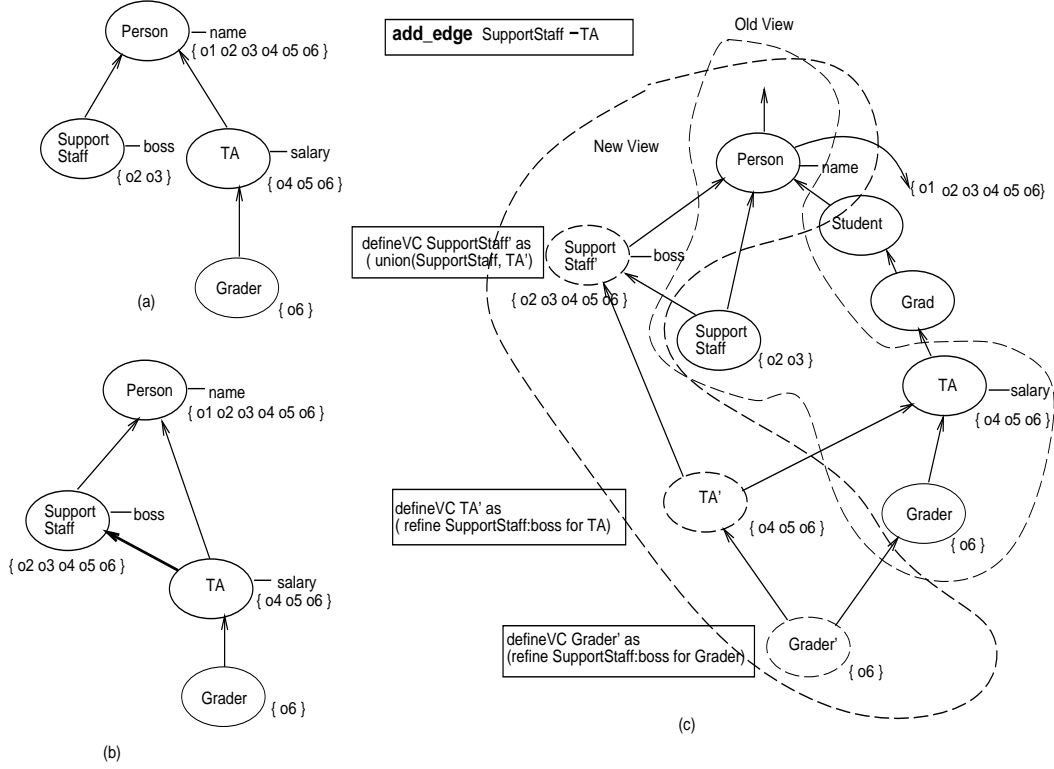 Person
name
{ o1 o2 o3 o4 o5 o6 }
Support
Staff
boss
{ o2 o3 }
TA
salary
{ o4 o5 o6 }
Grader
{ o6 }
(a)
Person
name
{ o1 o2 o3 o4 o5 o6 }
Support
Staff
boss
{ o2 o3 o4 o5 o6 }
TA
salary
{ o4 o5 o6 }
Grader
{ o6 }
(b)
add_edge SupportStaff −TA
Old View
New View
Person
name
{ o1 o2 o3 o4 o5 o6}
Student
defineVC SupportStaff' as
( union(SupportStaff, TA')
Support
Staff'
boss
{ o2 o3 o4 o5 o6 }
Grad
Support
Staff
{ o2 o3 }
TA
salary
{ o4 o5 o6 }
defineVC TA' as
( refine SupportStaff:boss for TA)
TA'
{ o4 o5 o6 }
Grader
{ o6 }
defineVC Grader' as
(refine SupportStaff:boss for Grader)
Grader'
{ o6 }
(c)